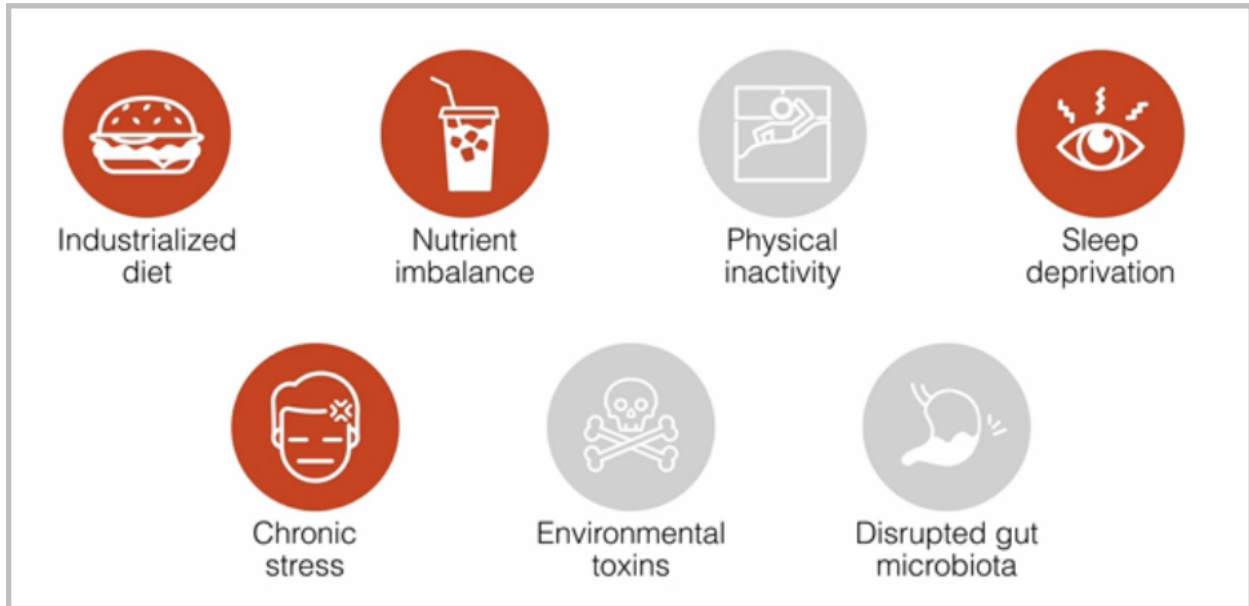 Industrialized
diet
Nutrient
imbalance
Physical
inactivity
Sleep
deprivation
Chronic
stress
Environmental
toxins
Disrupted gut
microbiota